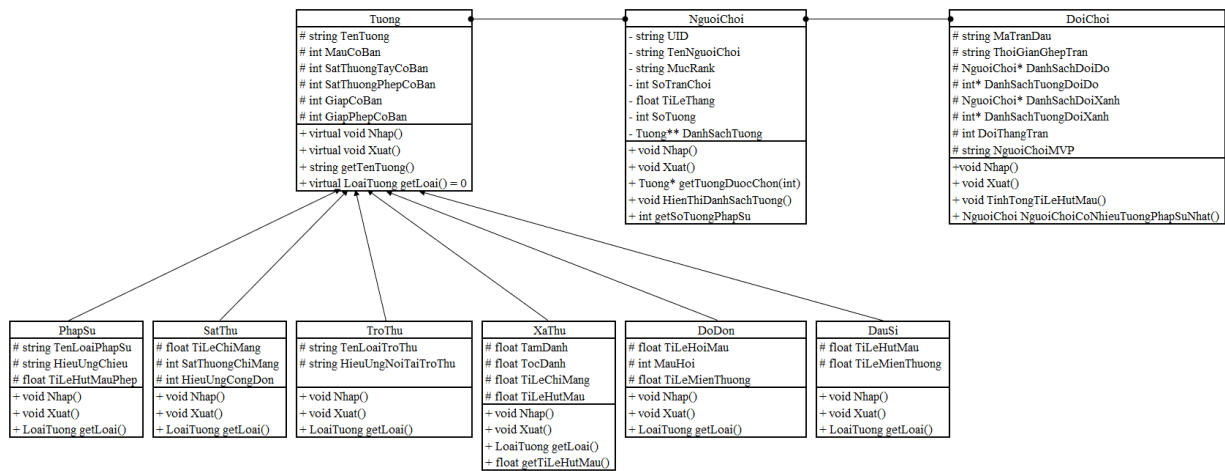 Tuong
# string TenTuong
# int MauCoBan
# int SatThuongTayCoBan
# int SatThuongPhepCoBan
# int GiapCoBan
# int GiapPhepCoBan
+ virtual void Nhap()
+ virtual void Xuat()
+ string getTenTuong()
+ virtual LoaiTuong getLoai() = 0
NguoiChoi
- string UID
- string TenNguoiChoi
- string MucRank
- int SoTranChoi
- float TiLeThang
- int SoTuong
- Tuong** DanhSachTuong
+ void Nhap()
+ void Xuat()
+ Tuong* getTuongDuocChon(int)
+ void HienThiDanhSachTuong()
+ int getSoTuongPhapSu
DoiChoi
# string MaTranDau
# string ThoiGianGhepTran
# NguoiChoi* DanhSachDoiDo
# int* DanhSachTuongDoiDo
# NguoiChoi* DanhSachDoiXanh
# int* DanhSachTuongDoiXanh
# int DoiThangTran
# string NguoiChoiMVP
+void Nhap()
+ void Xuat()
+ void TinhTongTiLeHutMau()
+ NguoiChoi NguoiChoiCoNhieuTuongPhapSuNhat()
PhapSu
# string TenLoaiPhapSu
# string HieuUngChieu
# float TiLeHutMauPhep
+ void Nhap()
+ void Xuat()
+ LoaiTuong getLoai()
SatThu
# float TiLeChiMang
# int SatThuongChiMang
# int HieuUngCongDon
+ void Nhap()
+ void Xuat()
+ LoaiTuong getLoai()
TroThu
# string TenLoaiTroThu
# string HieuUngNoiTaiTroThu
+ void Nhap()
+ void Xuat()
+ LoaiTuong getLoai()
XaThu
# float TamDanh
# float TocDanh
# float TiLeChiMang
# float TiLeHutMau
+ void Nhap()
+ void Xuat()
+ LoaiTuong getLoai()
+ float getTiLeHutMau()
DoDon
# float TiLeHoiMau
# int MauHoi
# float TiLeMienThuong
+ void Nhap()
+ void Xuat()
+ LoaiTuong getLoai()
DauSi
# float TiLeHutMau
# float TiLeMienThuong
+ void Nhap()
+ void Xuat()
+ LoaiTuong getLoai()